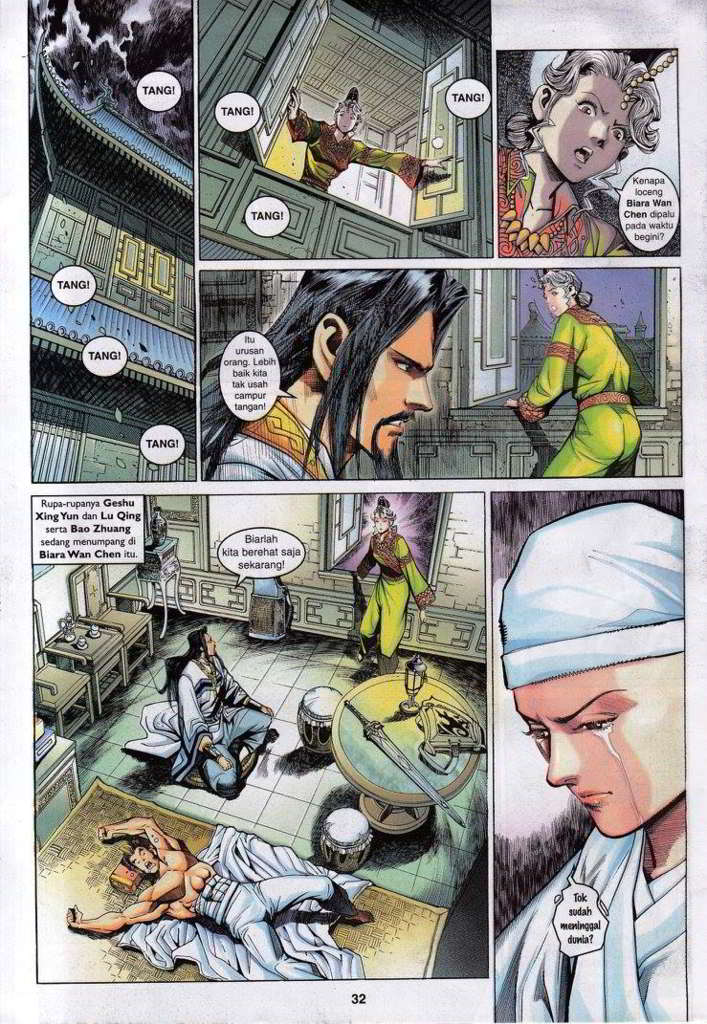 TANG!
TANG!
TANG!
TANG!
TANG!
TANG!
TANG!
Kenapa
loceng
Biara Wan
Chen dipalu
pada waktu
begini?
Itu
urusan
orang. Lebih
baik kita
tak usah
campur
tangan!
Rupa-rupanya Geshu
Xing Yun dan Lu Qing
serta Bao Zhuang
sedang menumpang di
Biara Wan Chen itu.
Biarlah
kita berehat saja
sekarang!
Tok
sudah
meninggal
dunia?
32